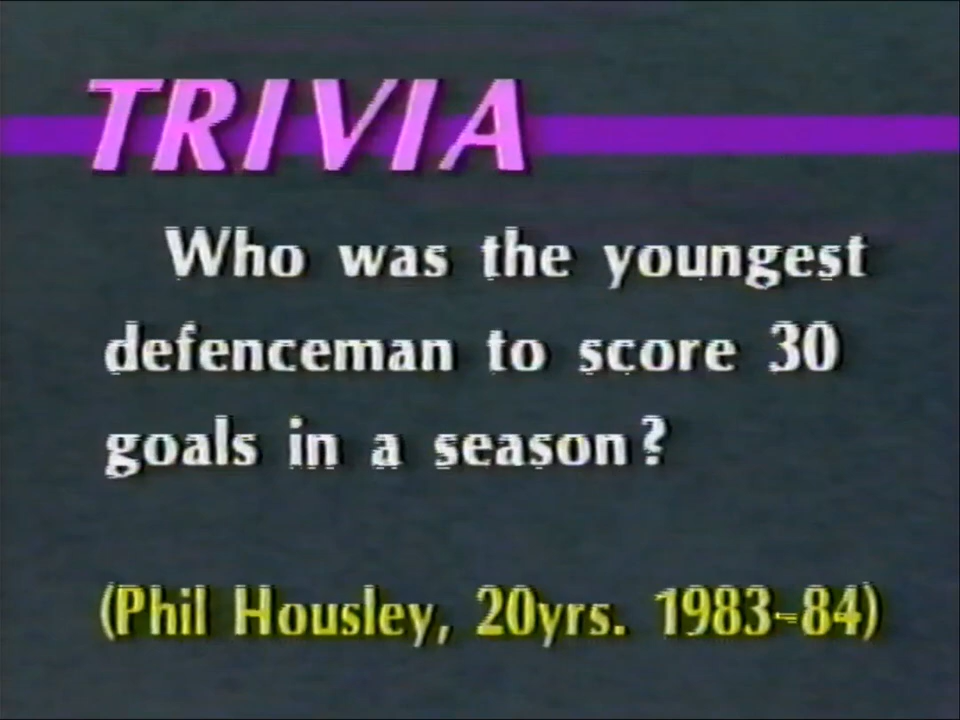 TRIVIA
Who was the youngest
defenceman to score 30
goals in a season?
(Phil Housley, 20yrs. 1983-84)